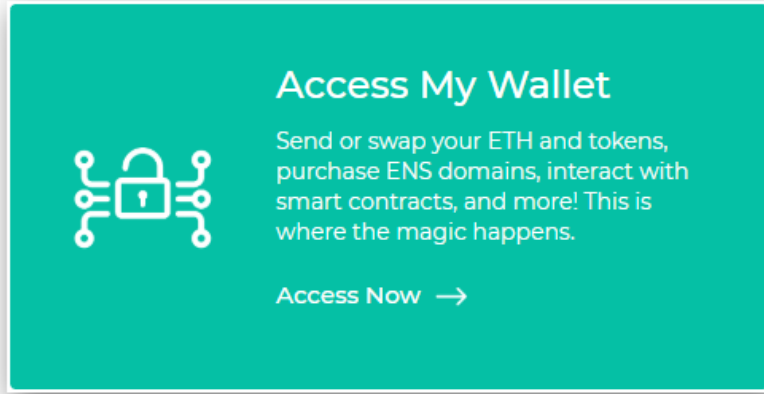 Access My Wallet
Send or swap your ETH and tokens,
purchase ENS domains, interact with
smart contracts, and more! This is
where the magic happens.
Access Now →